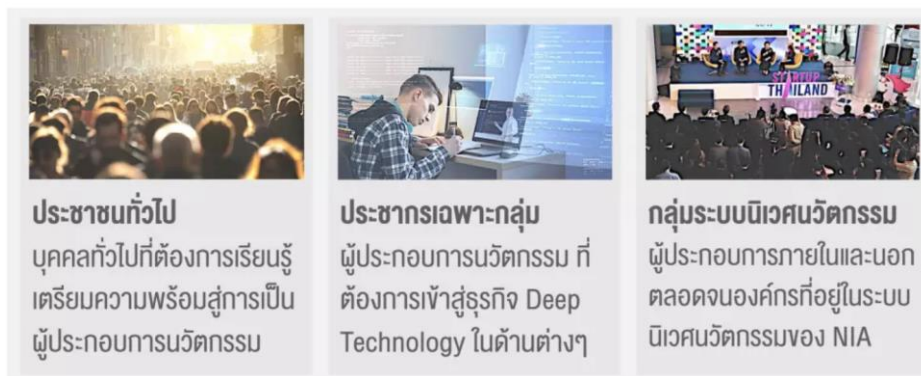 STARTUP
THAILAND
ประชาชนทั่วไป
บุคคลทั่วไปที่ต้องการเรียนรู้
เตรียมความพร้อมสู่การเป็น
ผู้ประกอบการนวัตกรรม
ประชากรเฉพาะกลุ่ม
ผู้ประกอบการนวัตกรรม ที่
ต้องการเข้าสู่ธุรกิจ Deep
Technology ในด้านต่างๆ
กลุ่มระบบนิเวศนวัตกรรม
ผู้ประกอบการภายในและนอก
ตลอดจนองค์กรที่อยู่ในระบบ
นิเวศนวัตกรรมของ NIA